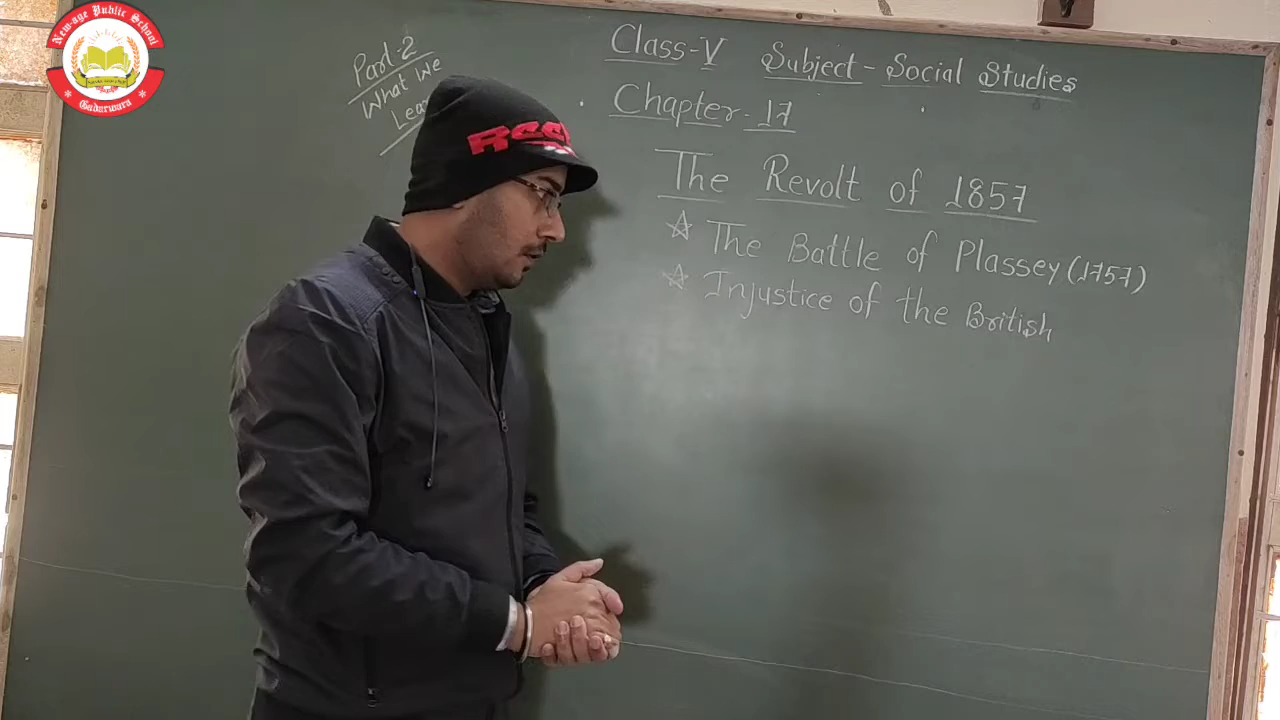 New-age Public School
Gadarwara
Part-2
What We
Class-V Subject-Social Studies
Chapter-17
The Revolt of 1857
The Battle of Plassey (1757)
Injustice of the British